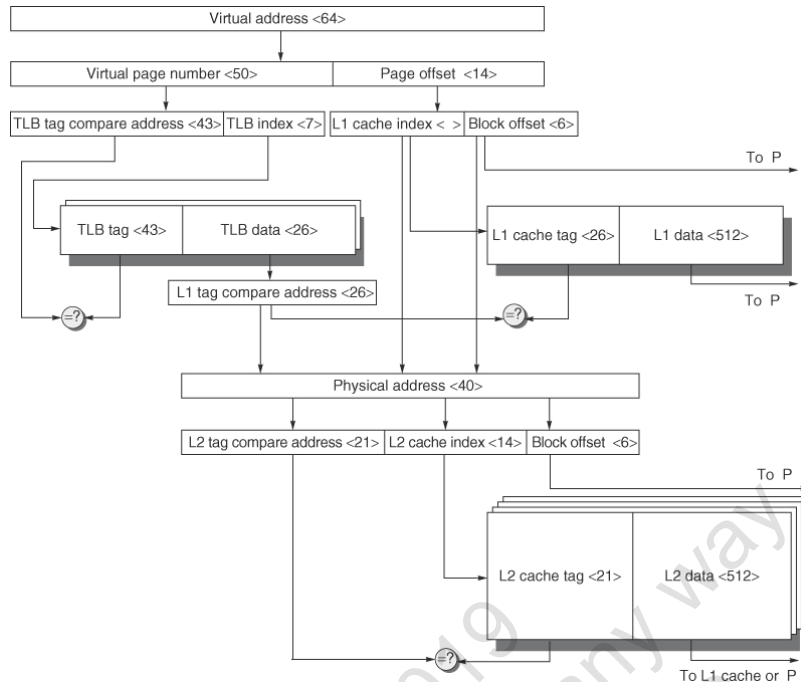 Virtual address <64>
Virtual page number <50> Page offset <14>
TLB tag compare address <43> TLB index <7> L1 cache index < > Block offset <6>
To P
TLB tag <43> TLB data <26> L1 cache tag <26> L1 data <512>
L1 tag compare address <26>
To P
=? =?
Physical address <40>
L2 tag compare address <21> L2 cache index <14> Block offset <6>
To P
L2 cache tag <21> L2 data <512>
=?
To L1 cache or P
2019
any way